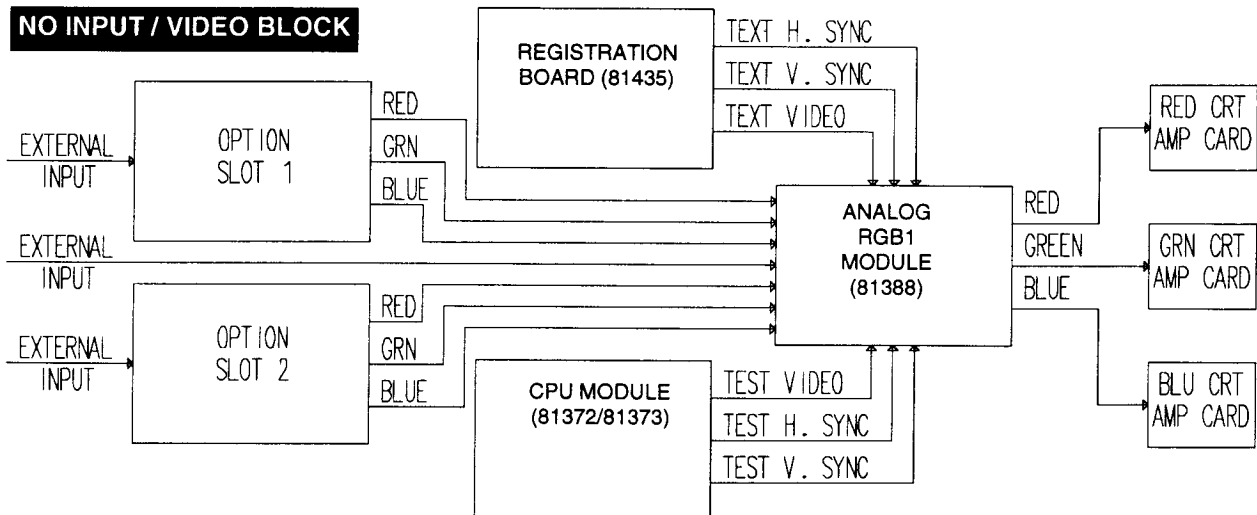 NO INPUT / VIDEO BLOCK
EXTERNAL
INPUT
OPTION
SLOT 1
RED
GRN
BLUE
EXTERNAL
INPUT
EXTERNAL
INPUT
OPTION
SLOT 2
RED
GRN
BLUE
REGISTRATION
BOARD (81435)
TEXT H. SYNC
TEXT V. SYNC
TEXT VIDEO
CPU MODULE
(81372/81373)
TEST VIDEO
TEST H. SYNC
TEST V. SYNC
ANALOG
RGB1
MODULE
(81388)
RED
GREEN
BLUE
RED CRT
AMP CARD
GRN CRT
AMP CARD
BLU CRT
AMP CARD